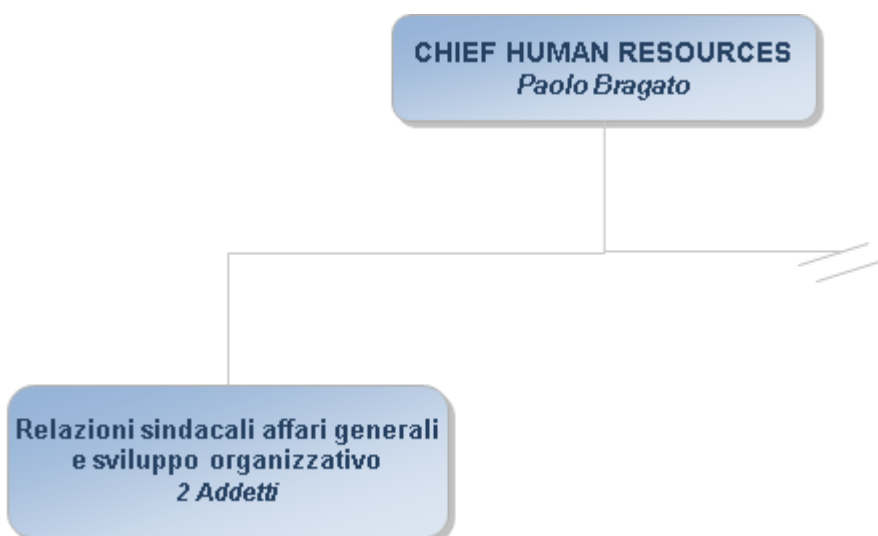 CHIEF HUMAN RESOURCES
Paolo Bragato
Relazioni sindacali affari generali
e sviluppo organizzativo
2 Addetti